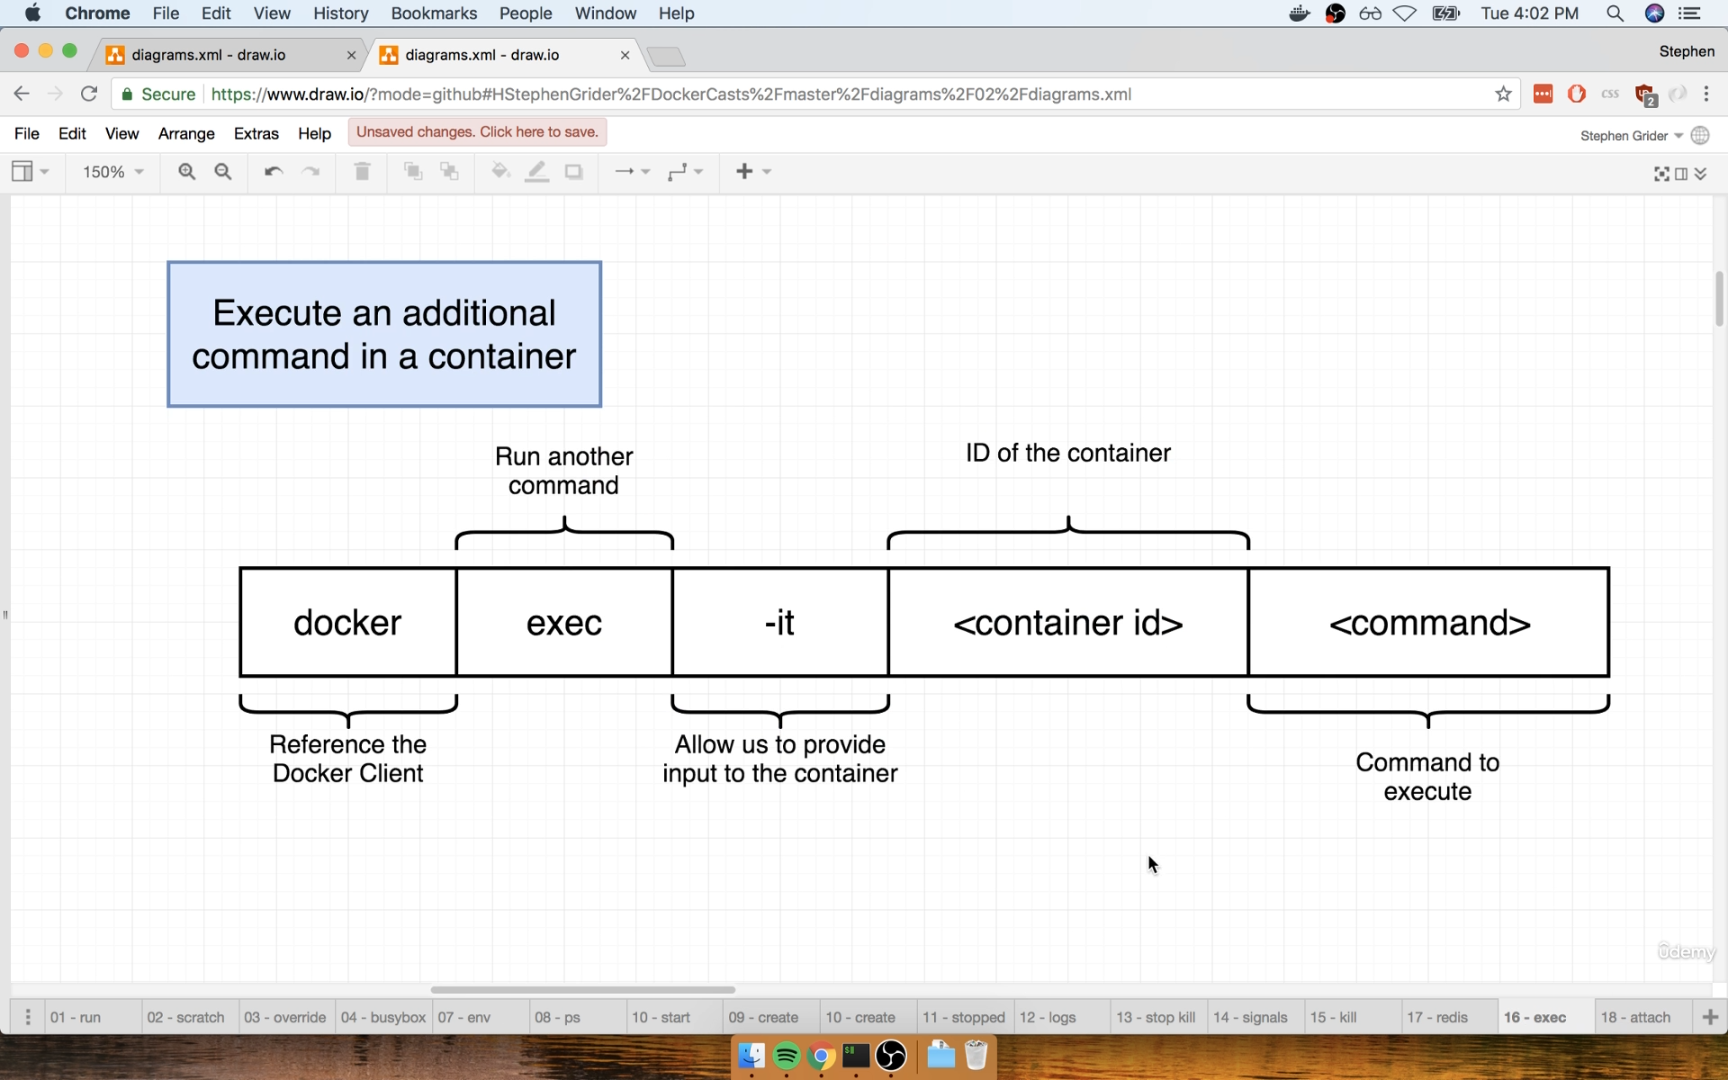 Chrome File Edit View History Bookmarks People Window Help Tue 4:02 PM
diagrams.xml - draw.io diagrams.xml - draw.io Stephen
Secure https://www.draw.io/?mode=github#HStephenGrider%2FDockerCasts%2Fmaster%2Fdiagrams%2F02%2Fdiagrams.xml css 2
File Edit View Arrange Extras Help Unsaved changes. Click here to save. Stephen Grider
150%
Execute an additional
command in a container
Run another
command
ID of the container
docker exec -it <container id> <command>
Reference the
Docker Client
Allow us to provide
input to the container
Command to
execute
ûdemy
01 - run 02 - scratch 03 - override 04 - busybox 07 - env 08 - ps 10 - start 09 - create 10 - create 11 - stopped 12 - logs 13 - stop kill 14 - signals 15 - kill 17 - redis 16 - exec 18 - attach